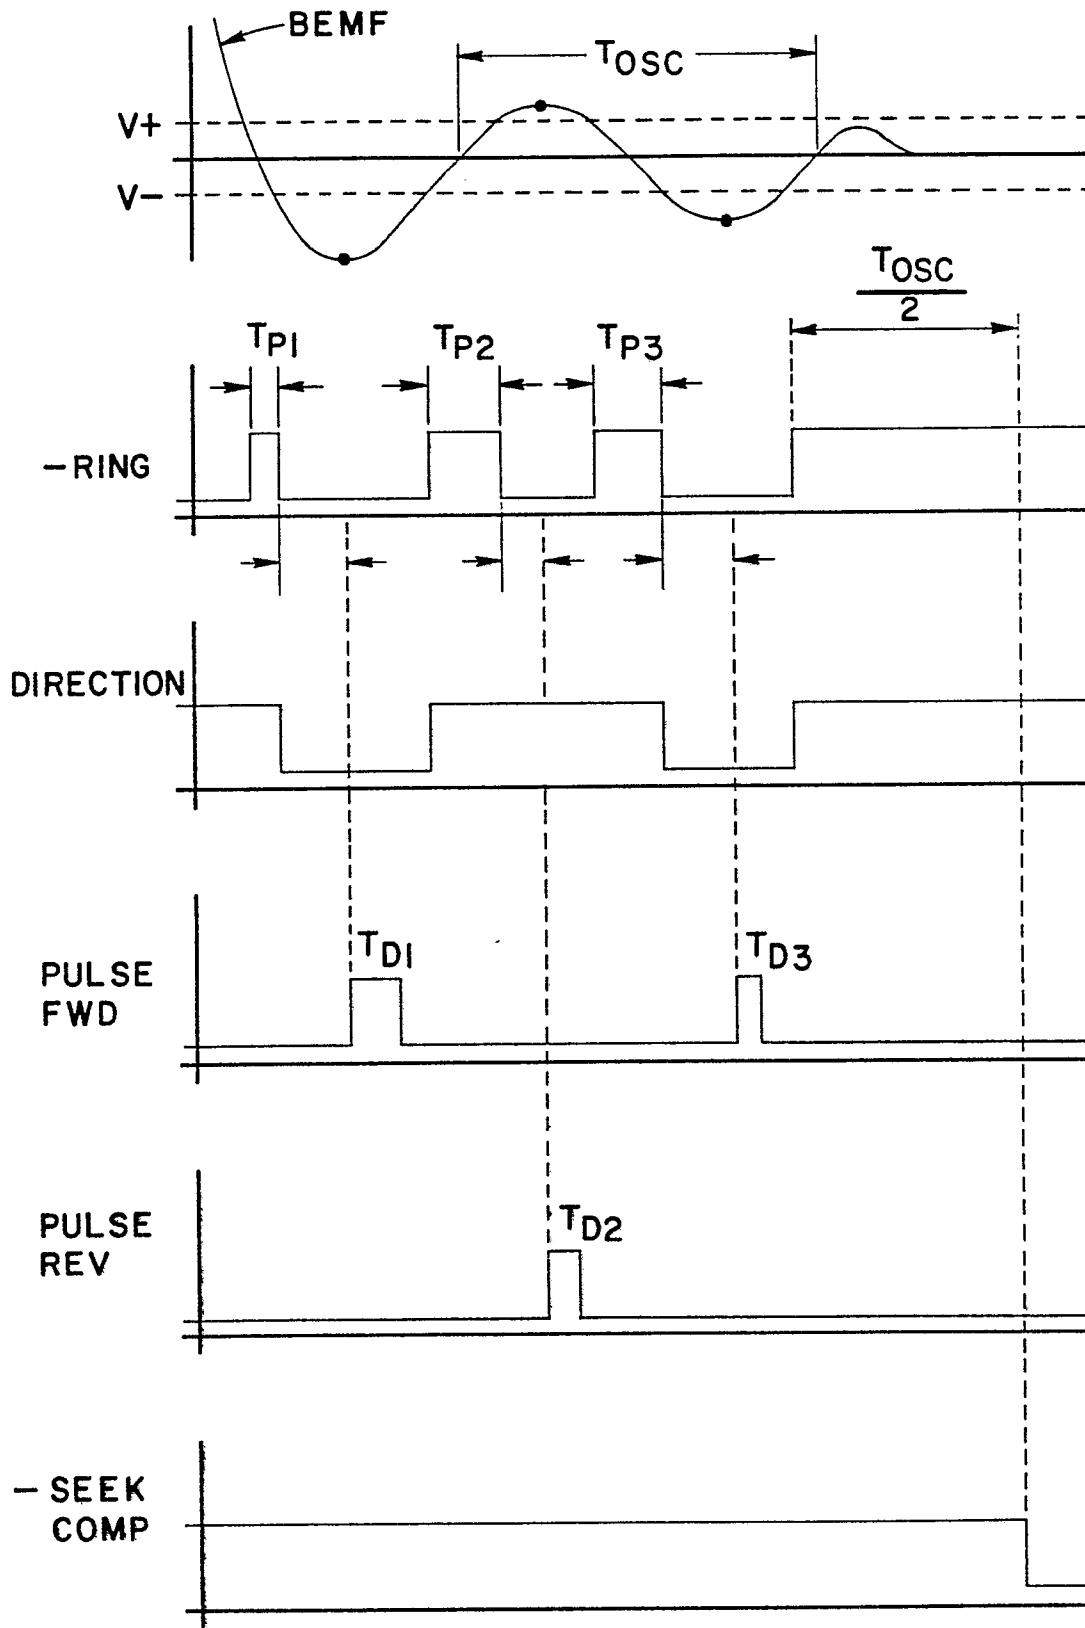 BEMF
TOSC
V+
V−
TOSC
2
TP1
TP2
TP3
−RING
DIRECTION
TD1
TD3
PULSE
FWD
PULSE
REV
TD2
−SEEK
COMP